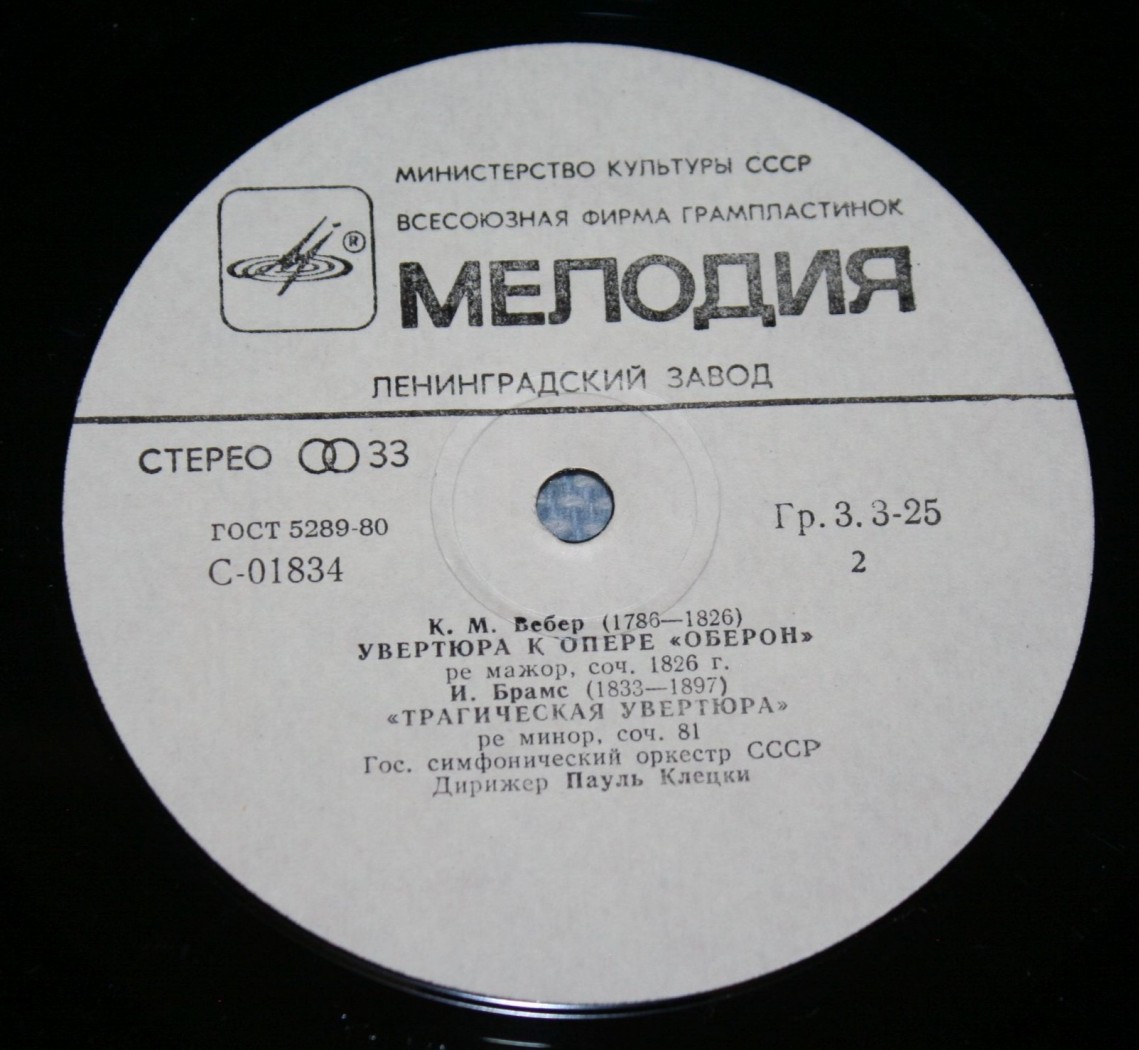 МИНИСТЕРСТВО КУЛЬТУРЫ СССР
ВСЕСОЮЗНАЯ ФИРМА ГРАМПЛАСТИНОК
®
МЕЛОДИЯ
ЛЕНИНГРАДСКИЙ ЗАВОД
СТЕРЕО 33
ГОСТ 5289-80
С-01834
Гр. 3. 3-25
2
К. М. Вебер (1786—1826)
УВЕРТЮРА К ОПЕРЕ «ОБЕРОН»
ре мажор, соч. 1826 г.
И. Брамс (1833—1897)
«ТРАГИЧЕСКАЯ УВЕРТЮРА»
ре минор, соч. 81
Гос. симфонический оркестр СССР
Дирижер Пауль Клецки